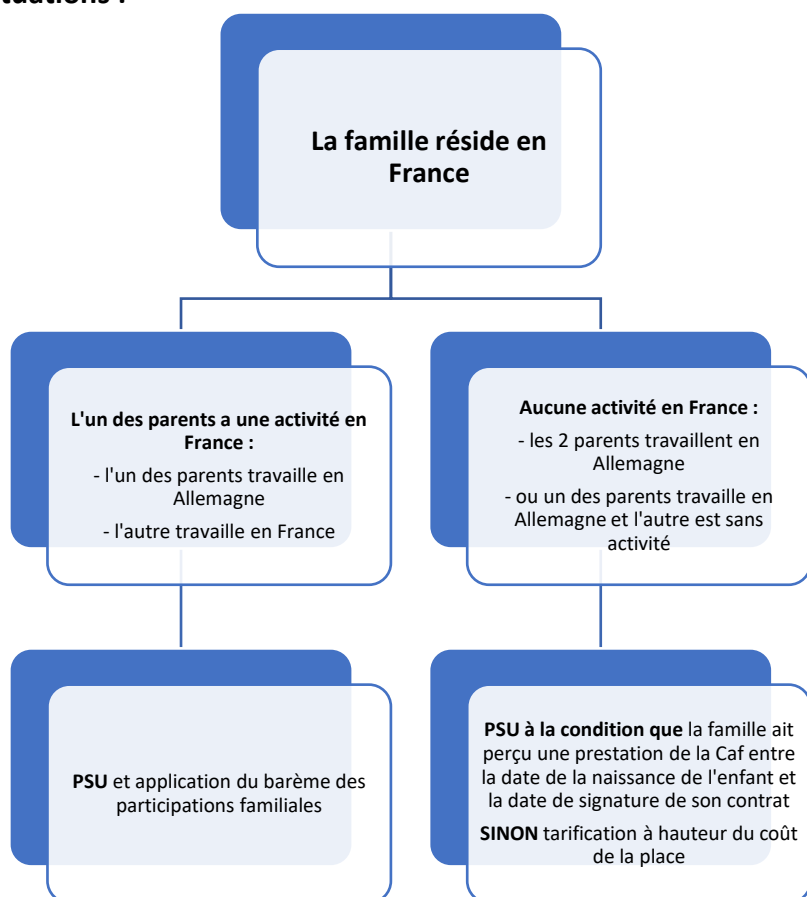 La famille réside en
France
L'un des parents a une activité en
France :
- l'un des parents travaille en
Allemagne
- l'autre travaille en France
Aucune activité en France :
- les 2 parents travaillent en
Allemagne
- ou un des parents travaille en
Allemagne et l'autre est sans
activité
PSU et application du barème des
participations familiales
PSU à la condition que la famille ait
perçu une prestation de la Caf entre
la date de la naissance de l'enfant et
la date de signature de son contrat
SINON tarification à hauteur du coût
de la place